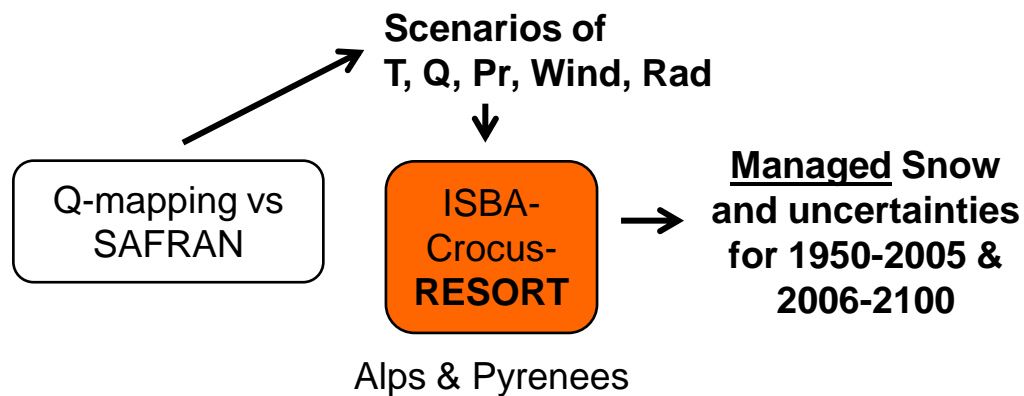 Scenarios of
T, Q, Pr, Wind, Rad
Q-mapping vs
SAFRAN
ISBA-
Crocus-
RESORT
Managed Snow
and uncertainties
for 1950-2005 &
2006-2100
Alps & Pyrenees